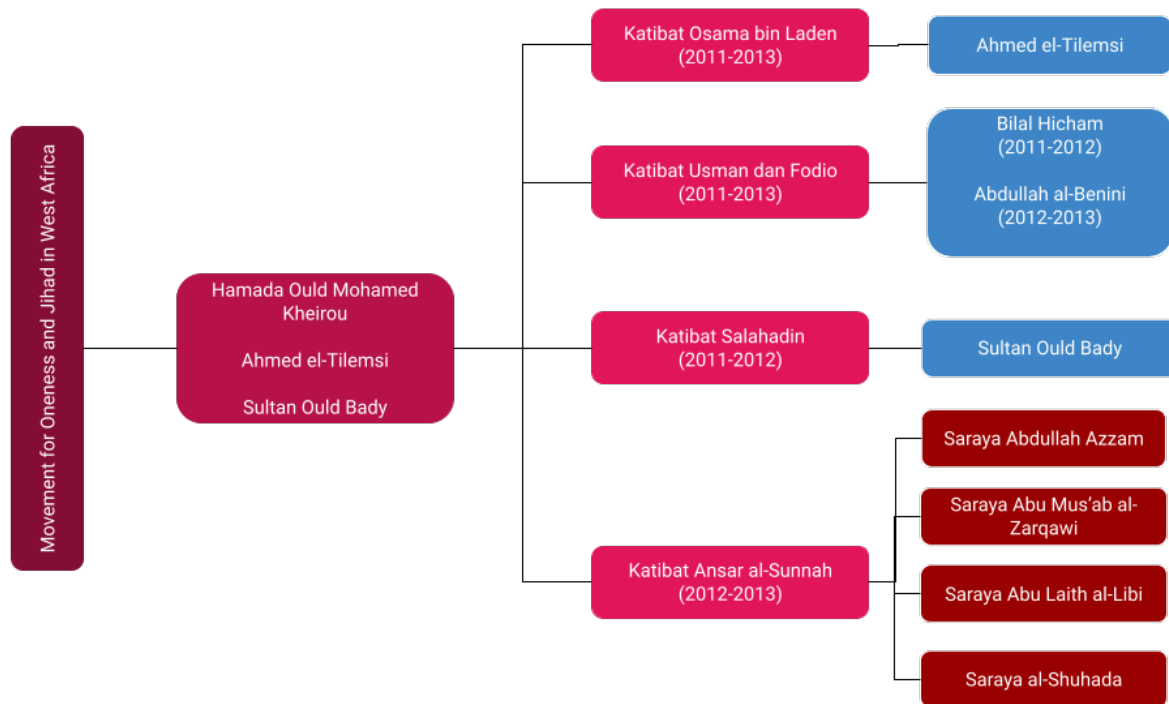 Movement for Oneness and Jihad in West Africa
Hamada Ould Mohamed
Kheirou
Ahmed el-Tilemsi
Sultan Ould Bady
Katibat Osama bin Laden
(2011-2013)
Ahmed el-Tilemsi
Katibat Usman dan Fodio
(2011-2013)
Bilal Hicham
(2011-2012)
Abdullah al-Benini
(2012-2013)
Katibat Salahadin
(2011-2012)
Sultan Ould Bady
Katibat Ansar al-Sunnah
(2012-2013)
Saraya Abdullah Azzam
Saraya Abu Mus’ab al-
Zarqawi
Saraya Abu Laith al-Libi
Saraya al-Shuhada